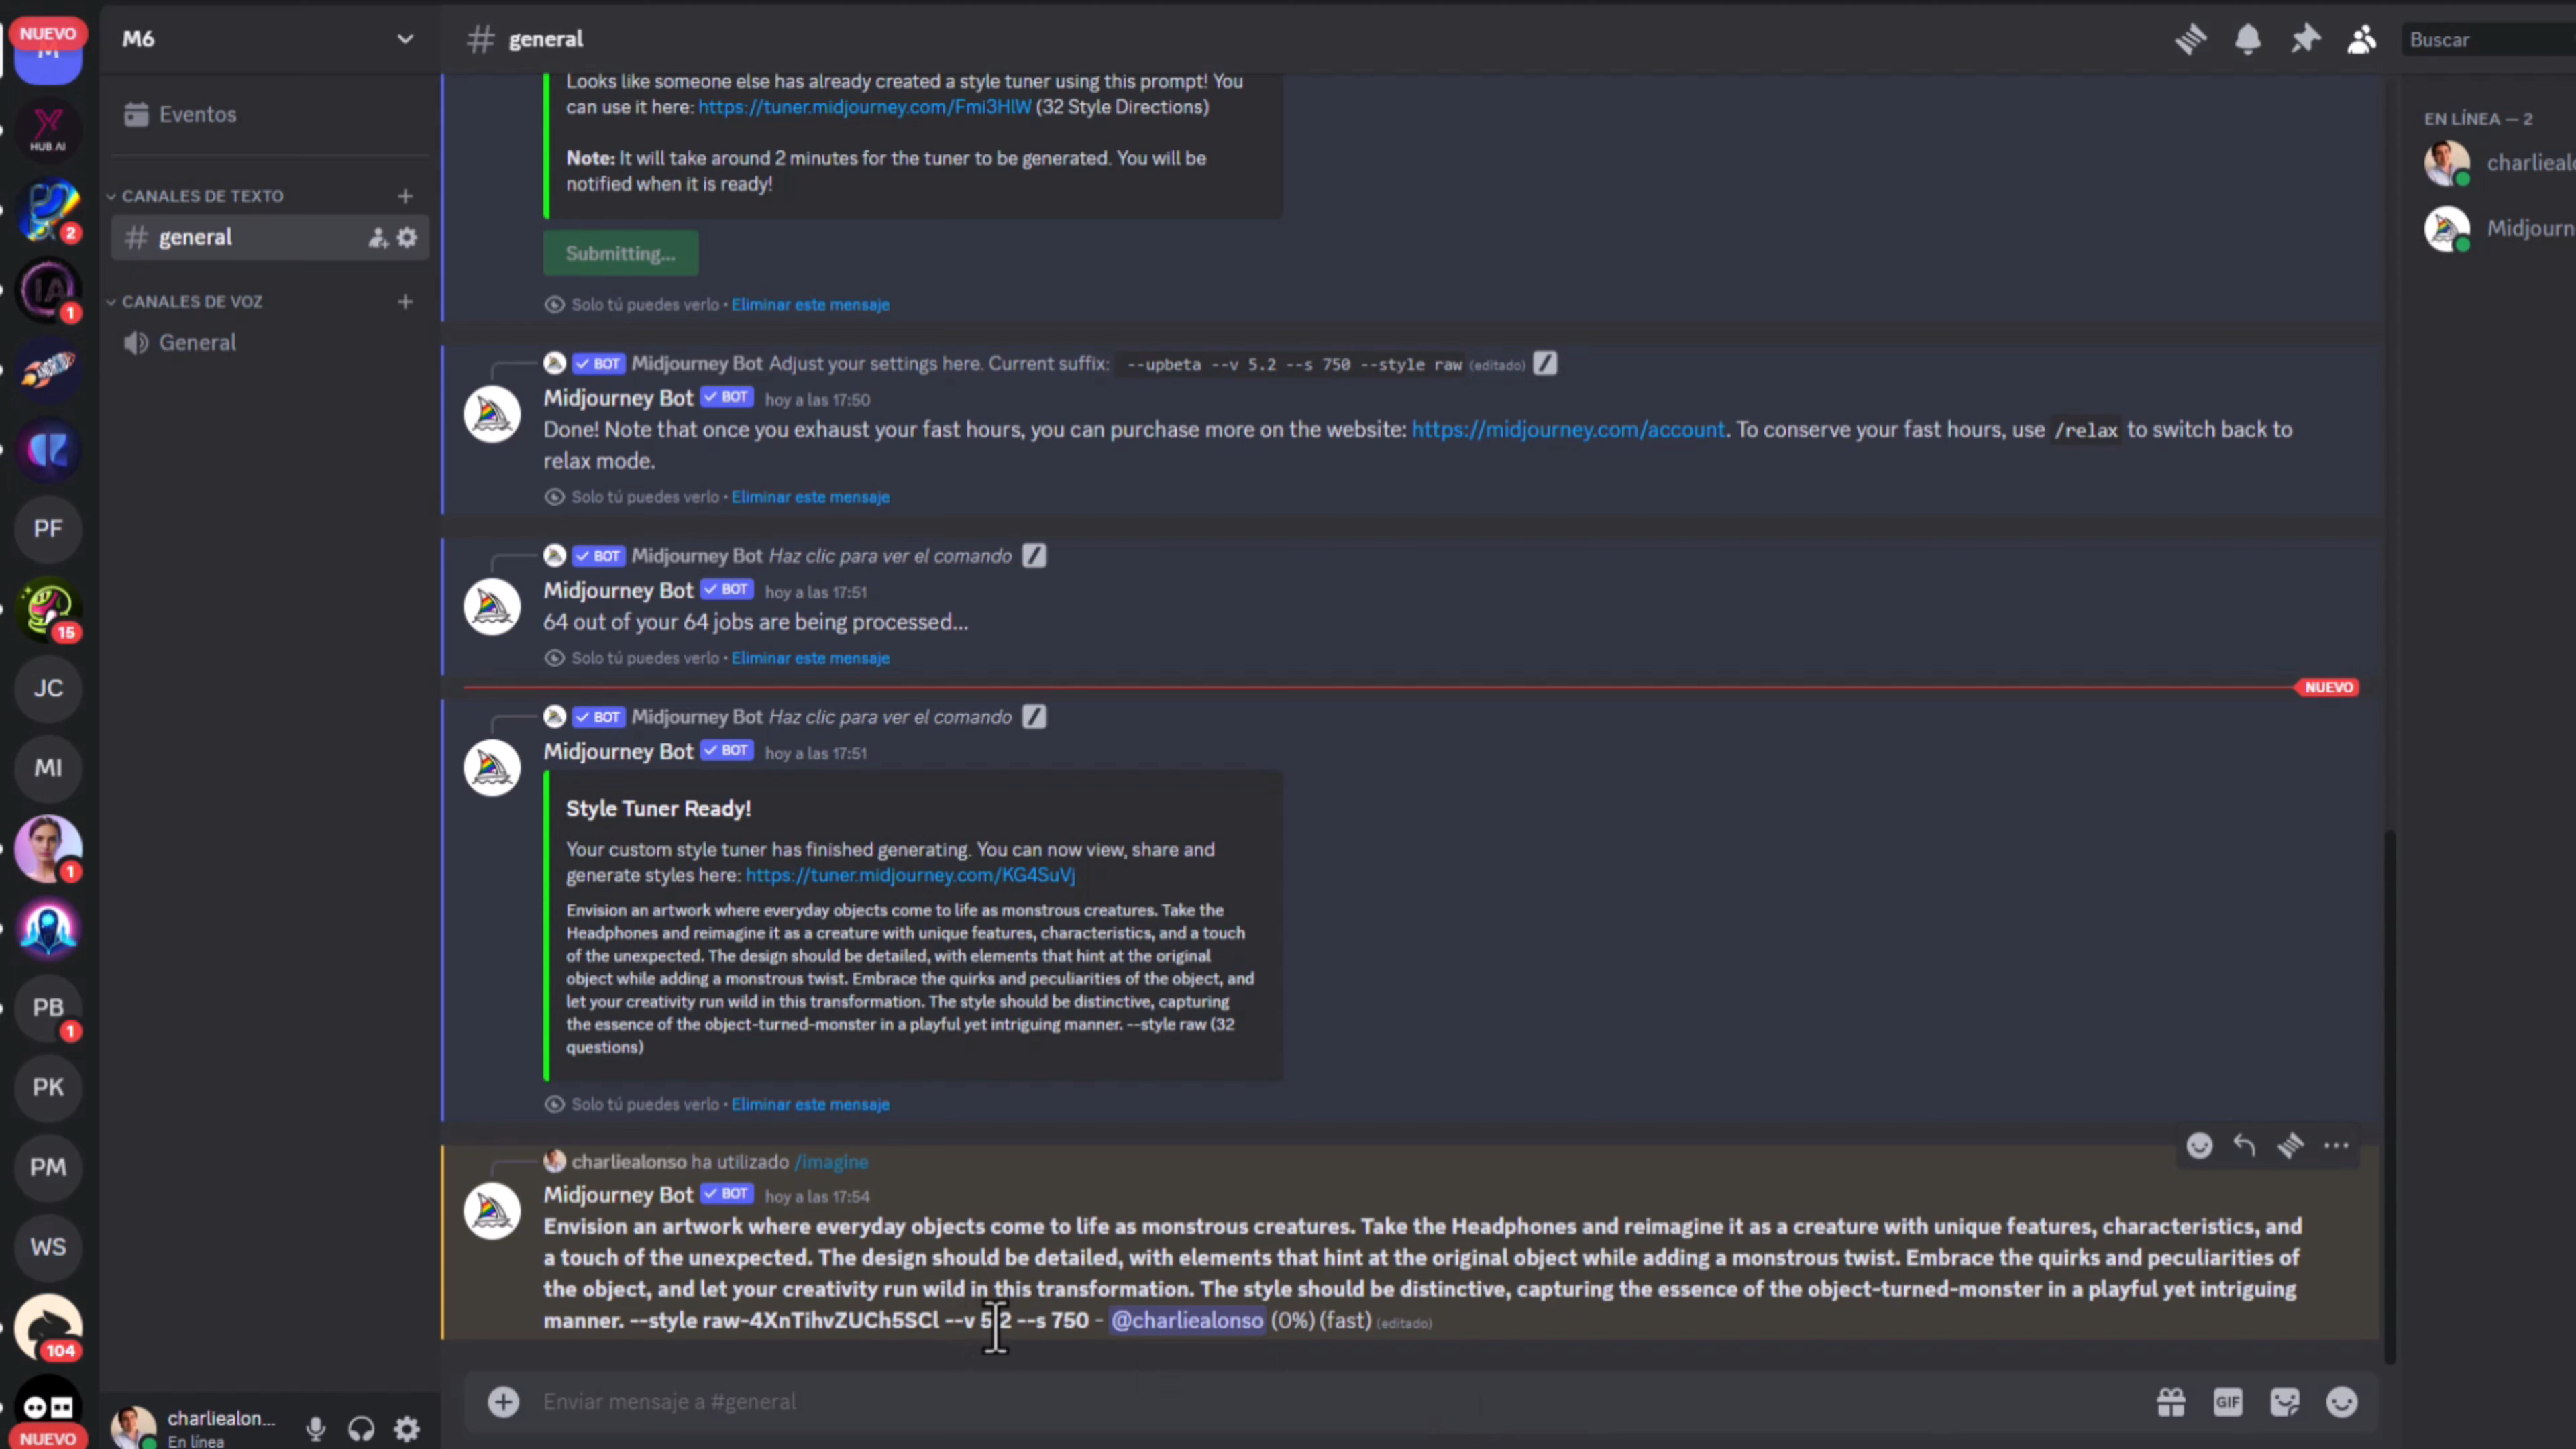 NUEVO
M6
general
Buscar
Looks like someone else has already created a style tuner using this prompt! You
can use it here: https://tuner.midjourney.com/Fmi3HlW (32 Style Directions)
Note: It will take around 2 minutes for the tuner to be generated. You will be
notified when it is ready!
Submitting...
Solo tú puedes verlo • Eliminar este mensaje
Eventos
CANALES DE TEXTO
general
CANALES DE VOZ
General
HUB AI
2
IA
1
ANDROTO
PF
15
JC
MI
1
PB
1
PK
PM
WS
104
NUEVO
EN LÍNEA — 2
charlieal
Midjourn
BOT Midjourney Bot Adjust your settings here. Current suffix: --upbeta --v 5.2 --s 750 --style raw (editado)
Midjourney Bot BOT hoy a las 17:50
Done! Note that once you exhaust your fast hours, you can purchase more on the website: https://midjourney.com/account. To conserve your fast hours, use /relax to switch back to
relax mode.
Solo tú puedes verlo • Eliminar este mensaje
BOT Midjourney Bot Haz clic para ver el comando
Midjourney Bot BOT hoy a las 17:51
64 out of your 64 jobs are being processed...
Solo tú puedes verlo • Eliminar este mensaje
NUEVO
BOT Midjourney Bot Haz clic para ver el comando
Midjourney Bot BOT hoy a las 17:51
Style Tuner Ready!
Your custom style tuner has finished generating. You can now view, share and
generate styles here: https://tuner.midjourney.com/KG4SuVj
Envision an artwork where everyday objects come to life as monstrous creatures. Take the
Headphones and reimagine it as a creature with unique features, characteristics, and a touch
of the unexpected. The design should be detailed, with elements that hint at the original
object while adding a monstrous twist. Embrace the quirks and peculiarities of the object, and
let your creativity run wild in this transformation. The style should be distinctive, capturing
the essence of the object-turned-monster in a playful yet intriguing manner. --style raw (32
questions)
Solo tú puedes verlo • Eliminar este mensaje
charliealonso ha utilizado /imagine
Midjourney Bot BOT hoy a las 17:54
Envision an artwork where everyday objects come to life as monstrous creatures. Take the Headphones and reimagine it as a creature with unique features, characteristics, and
a touch of the unexpected. The design should be detailed, with elements that hint at the original object while adding a monstrous twist. Embrace the quirks and peculiarities of
the object, and let your creativity run wild in this transformation. The style should be distinctive, capturing the essence of the object-turned-monster in a playful yet intriguing
manner. --style raw-4XnTihvZUCh5SCl --v 5.2 --s 750 - @charliealonso (0%) (fast) (editado)
Enviar mensaje a #general
GIF
charliealon...
En línea